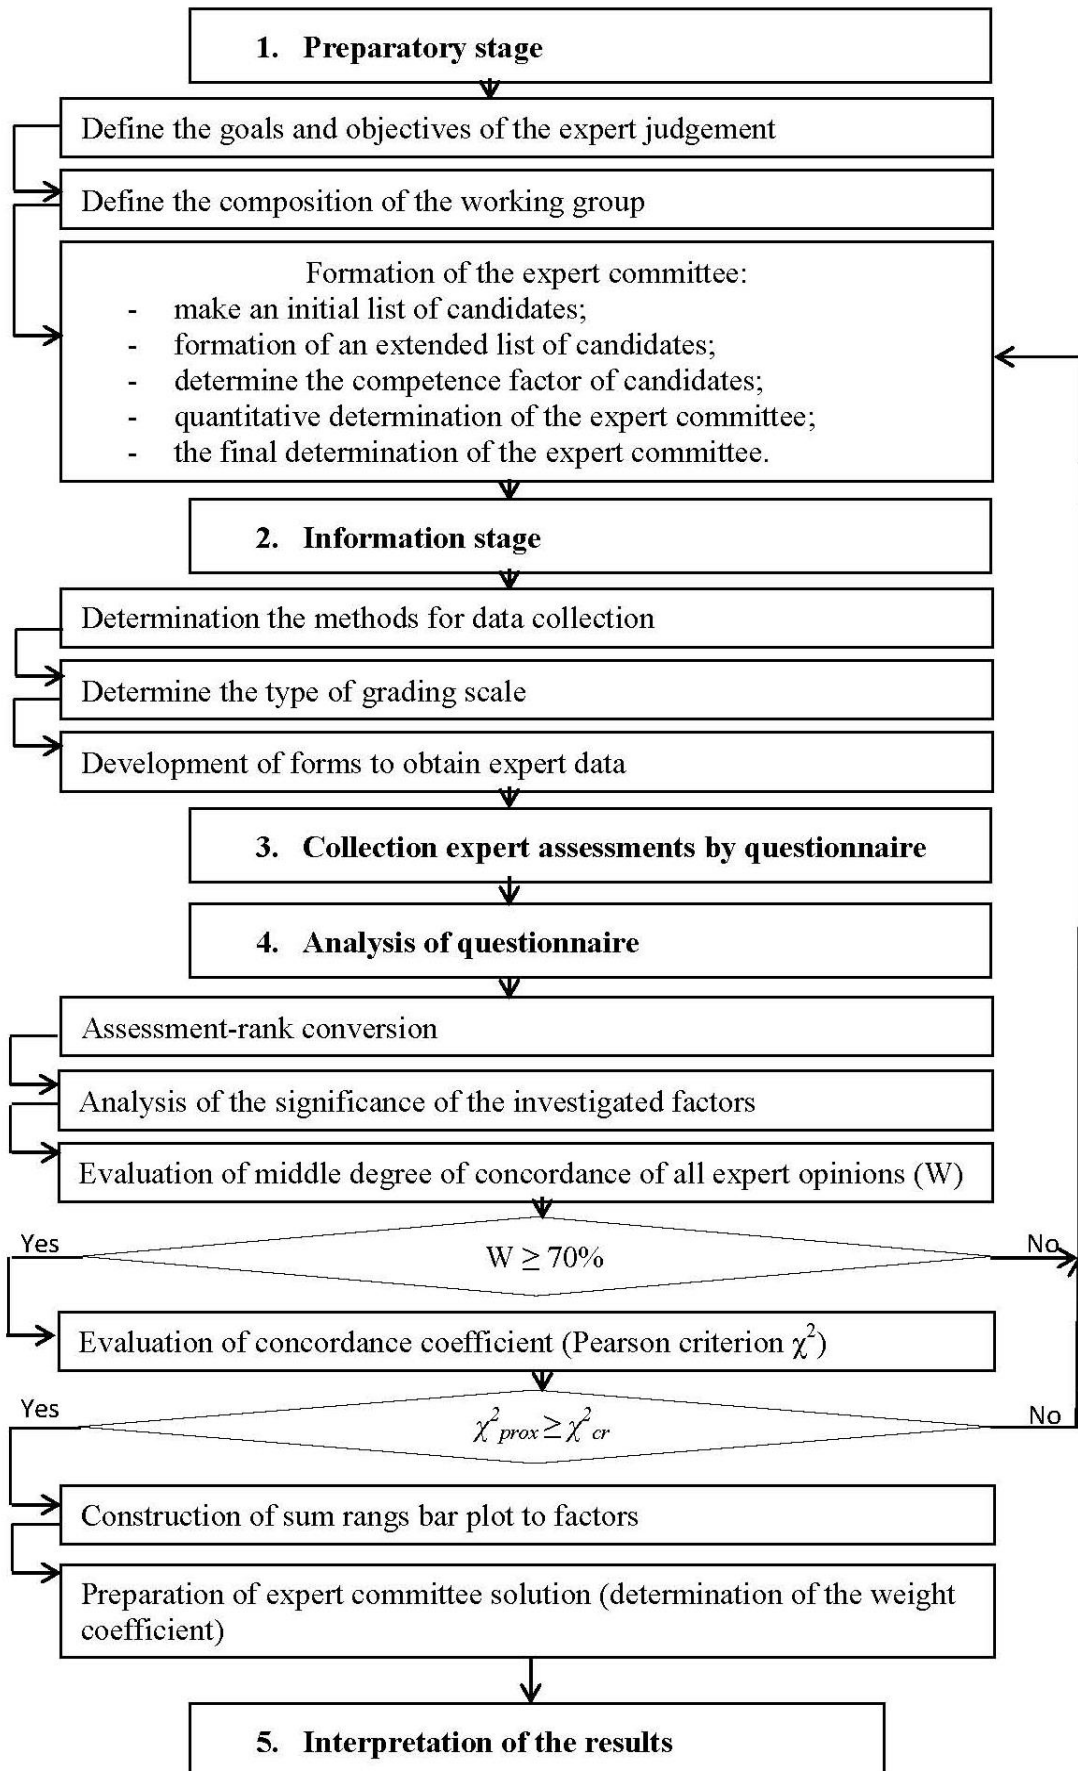 1. Preparatory stage
Define the goals and objectives of the expert judgement
Define the composition of the working group
Formation of the expert committee:
- make an initial list of candidates;
- formation of an extended list of candidates;
- determine the competence factor of candidates;
- quantitative determination of the expert committee;
- the final determination of the expert committee.
2. Information stage
Determination the methods for data collection
Determine the type of grading scale
Development of forms to obtain expert data
3. Collection expert assessments by questionnaire
4. Analysis of questionnaire
Assessment-rank conversion
Analysis of the significance of the investigated factors
Evaluation of middle degree of concordance of all expert opinions (W)
Yes
W ≥ 70%
No
Evaluation of concordance coefficient (Pearson criterion χ²)
Yes
χ²prox ≥ χ²cr
No
Construction of sum rangs bar plot to factors
Preparation of expert committee solution (determination of the weight
coefficient)
5. Interpretation of the results